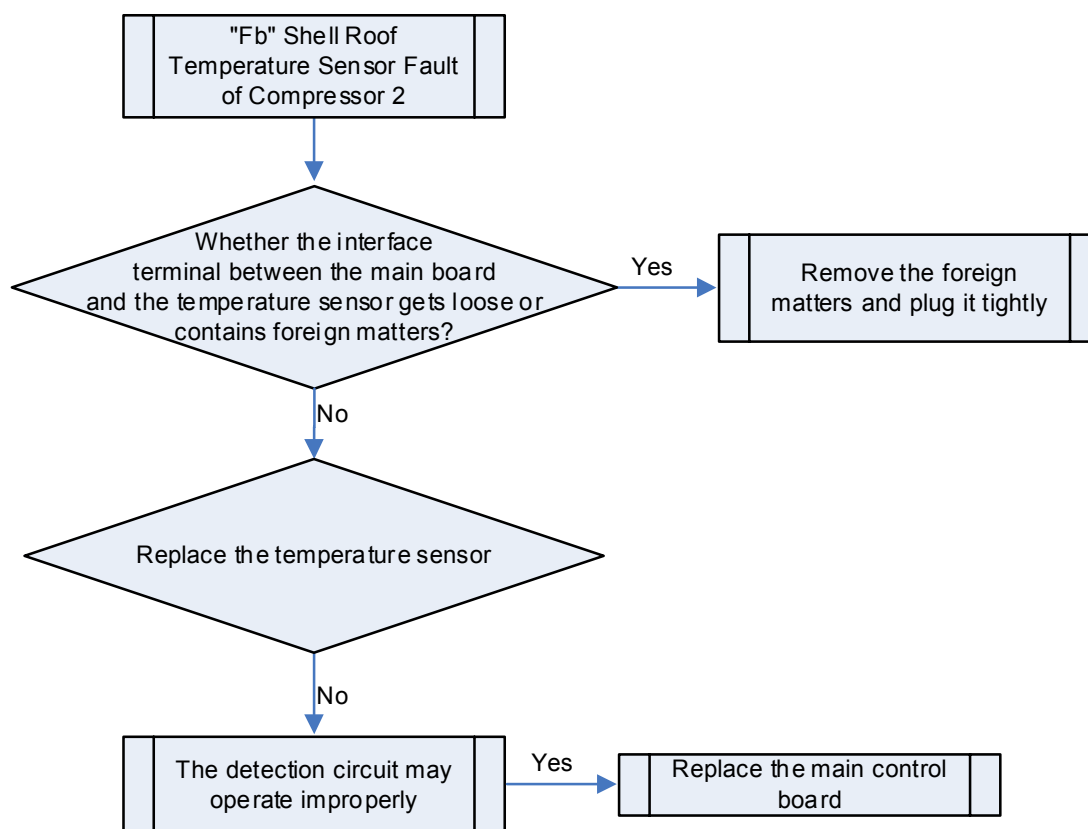 "Fb" Shell Roof
Temperature Sensor Fault
of Compressor 2
Whether the interface
terminal between the main board
and the temperature sensor gets loose or
contains foreign matters?
Yes
Remove the foreign
matters and plug it tightly
No
Replace the temperature sensor
No
The detection circuit may
operate improperly
Yes
Replace the main control
board